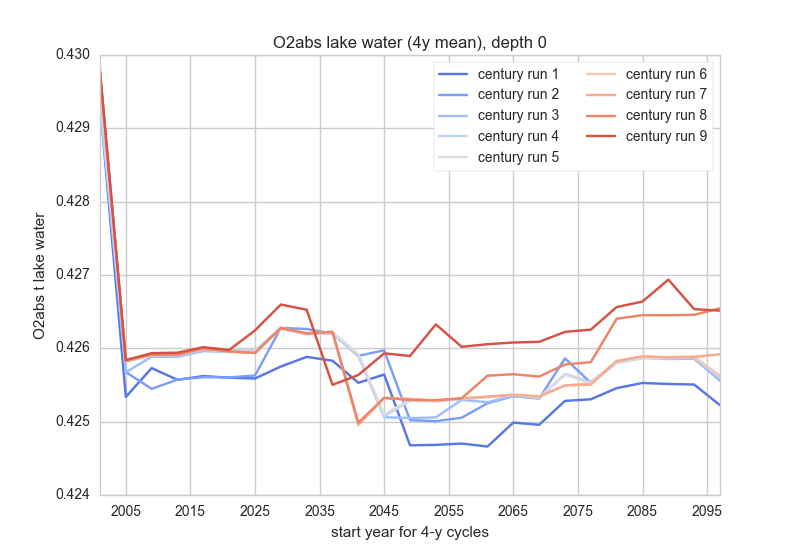 O2abs lake water (4y mean), depth 0
0.430
0.429
0.428
0.427
0.426
0.425
0.424
O2abs t lake water
century run 1
century run 2
century run 3
century run 4
century run 5
century run 6
century run 7
century run 8
century run 9
2005 2015 2025 2035 2045 2055 2065 2075 2085 2095
start year for 4-y cycles